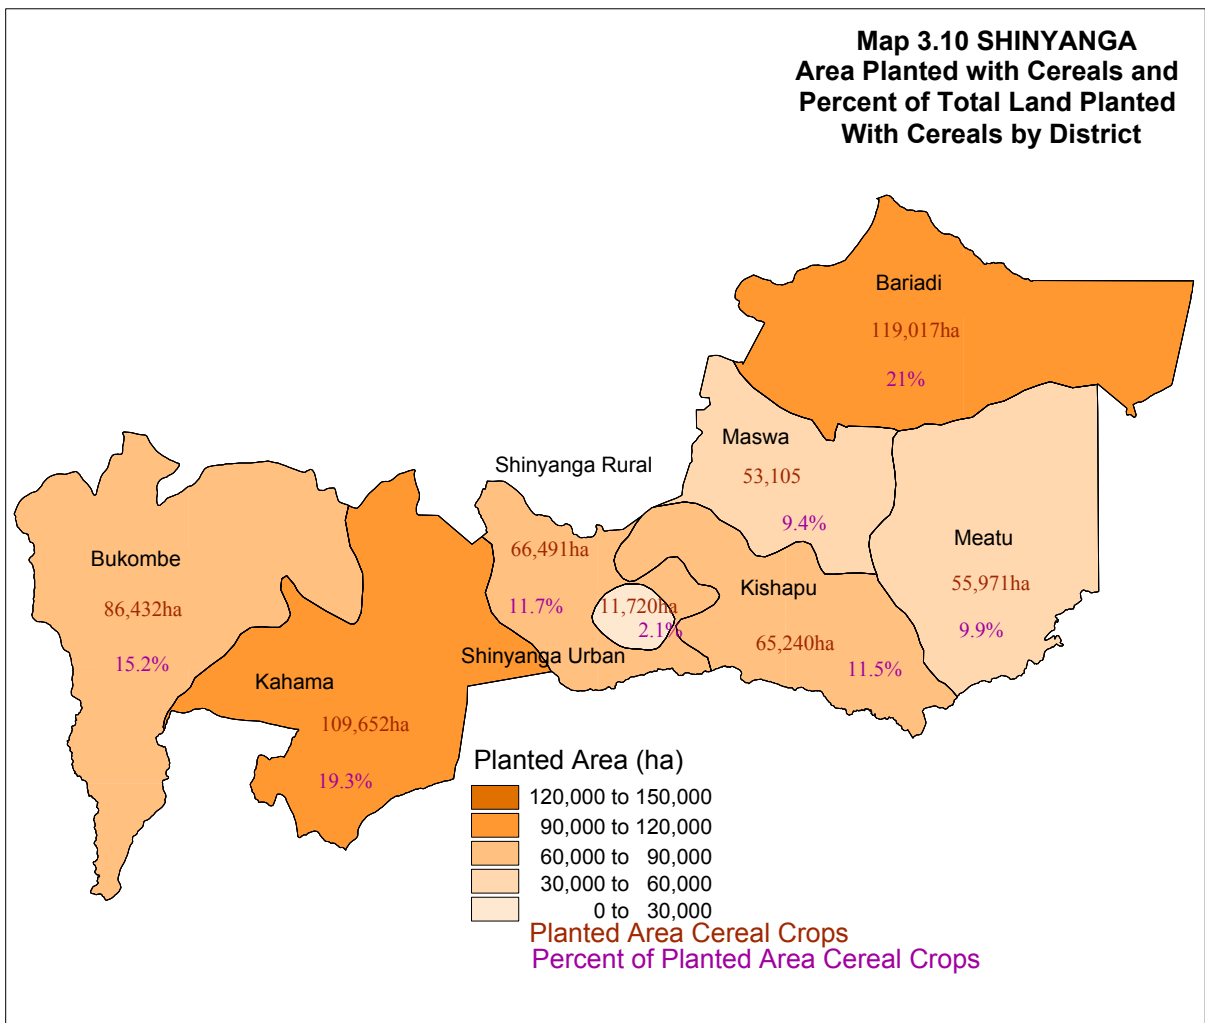 Map 3.10 SHINYANGA
Area Planted with Cereals and
Percent of Total Land Planted
With Cereals by District
Bariadi
119,017ha
21%
Maswa
53,105
9.4%
Shinyanga Rural
66,491ha
11.7%
Meatu
55,971ha
9.9%
Bukombe
86,432ha
15.2%
Kishapu
65,240ha
11.5%
11,720ha
2.1%
Shinyanga Urban
Kahama
109,652ha
19.3%
Planted Area (ha)
120,000 to 150,000
90,000 to 120,000
60,000 to 90,000
30,000 to 60,000
0 to 30,000
Planted Area Cereal Crops
Percent of Planted Area Cereal Crops